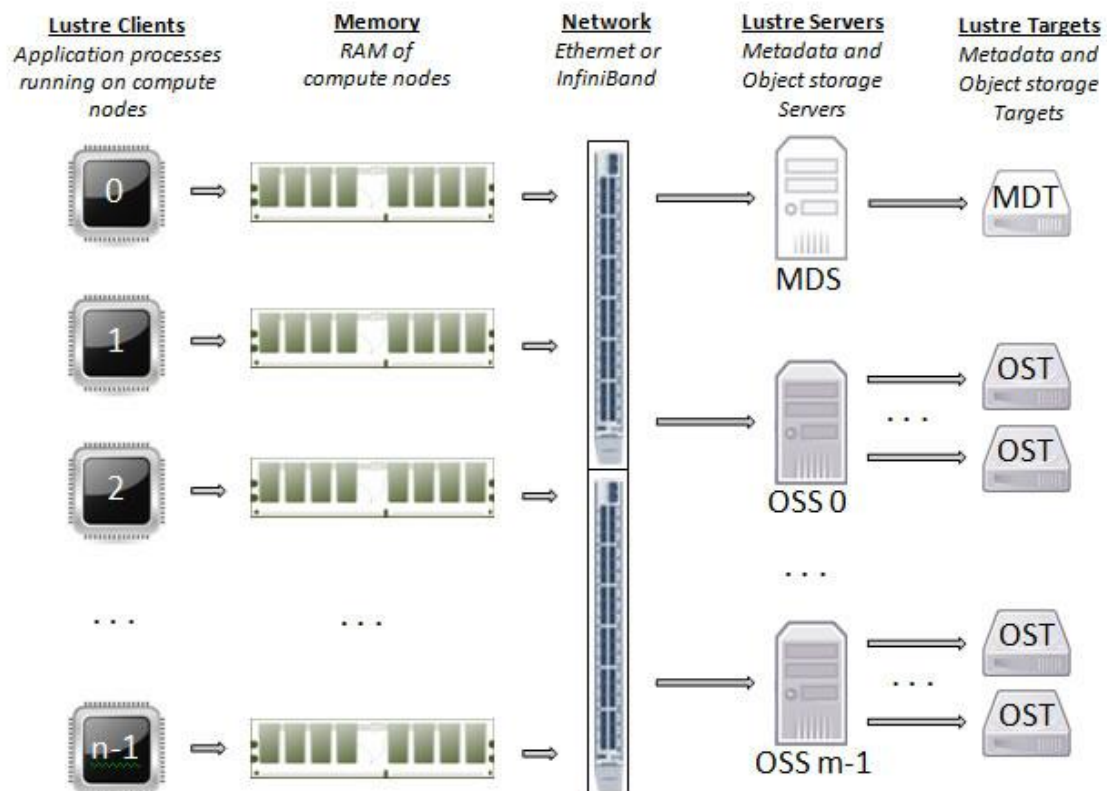 Lustre Clients
Application processes
running on compute
nodes
Memory
RAM of
compute nodes
Network
Ethernet or
InfiniBand
Lustre Servers
Metadata and
Object storage
Servers
Lustre Targets
Metadata and
Object storage
Targets
0
MDS
MDT
1
OST
. . .
OST
OSS 0
2
. . .
. . .
. . .
OST
. . .
OST
OSS m-1
n-1